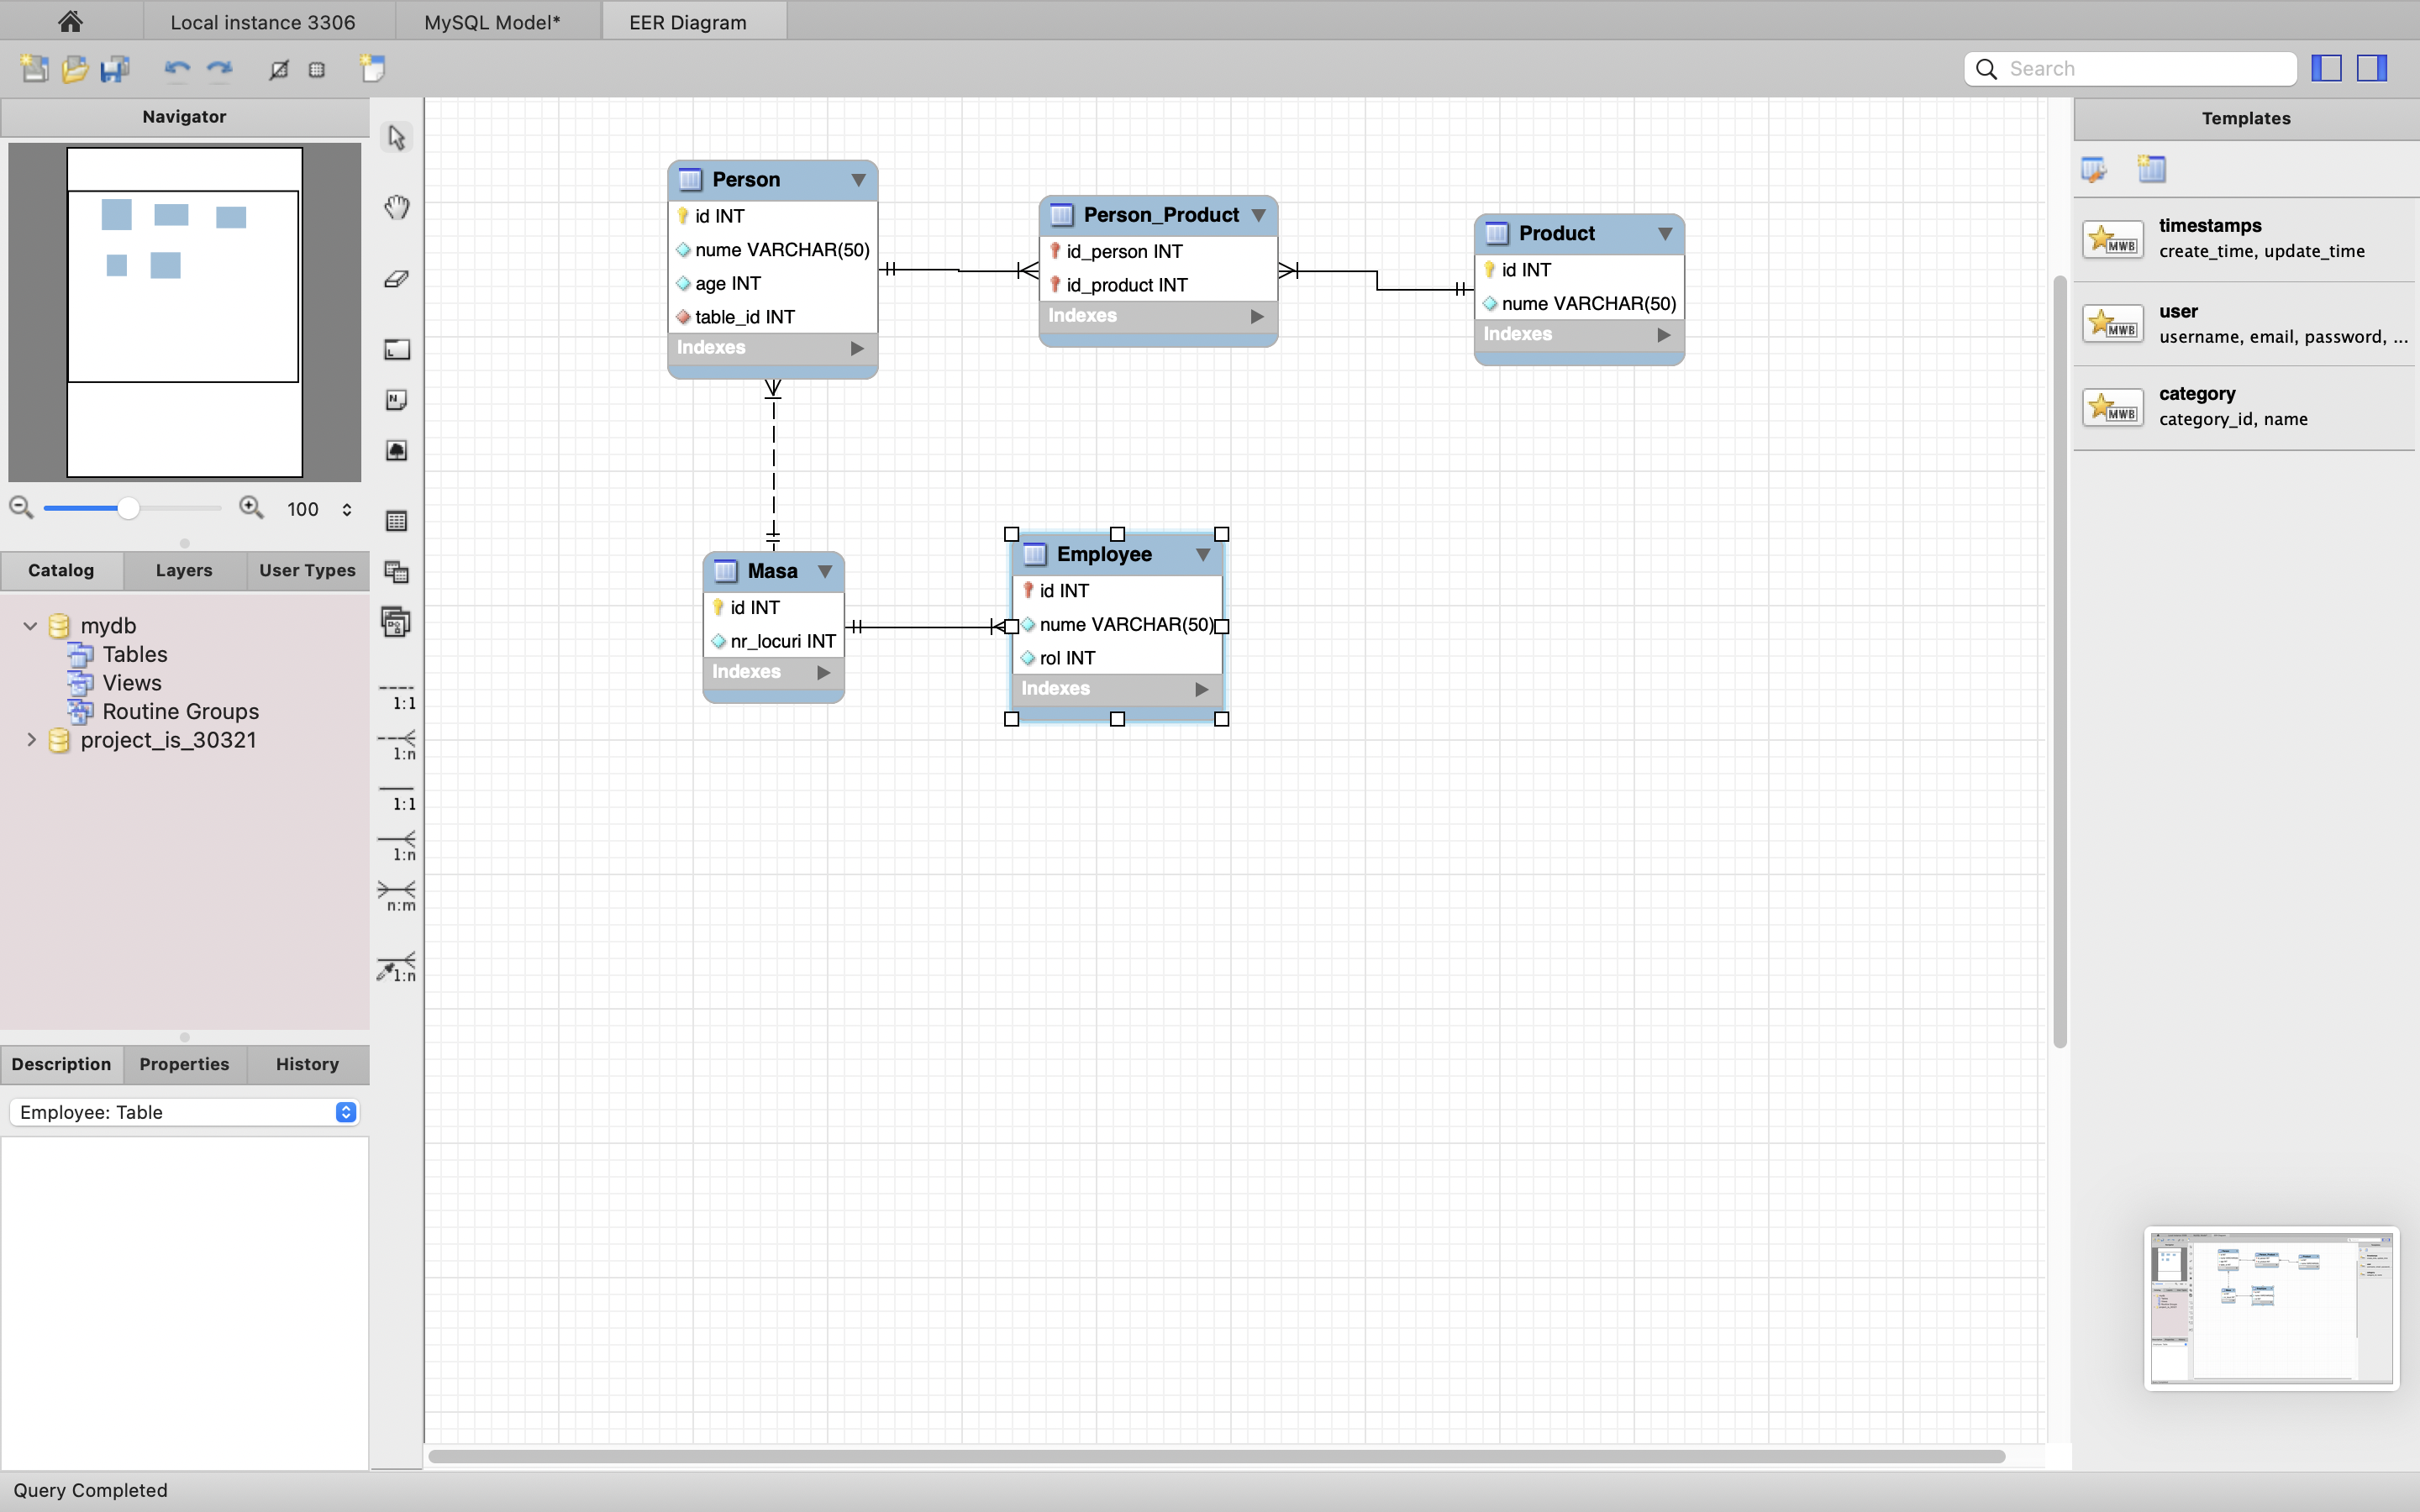 Local instance 3306
MySQL Model*
EER Diagram
Search
Navigator
100
Catalog
Layers
User Types
mydb
Tables
Views
Routine Groups
project_is_30321
Description
Properties
History
Employee: Table
1:1
1:n
1:1
1:n
n:m
1:n
Person
id INT
nume VARCHAR(50)
age INT
table_id INT
Indexes
Person_Product
id_person INT
id_product INT
Indexes
Product
id INT
nume VARCHAR(50)
Indexes
Masa
id INT
nr_locuri INT
Indexes
Employee
id INT
nume VARCHAR(50)
rol INT
Indexes
Templates
MWB
timestamps
create_time, update_time
MWB
user
username, email, password, ...
MWB
category
category_id, name
Query Completed